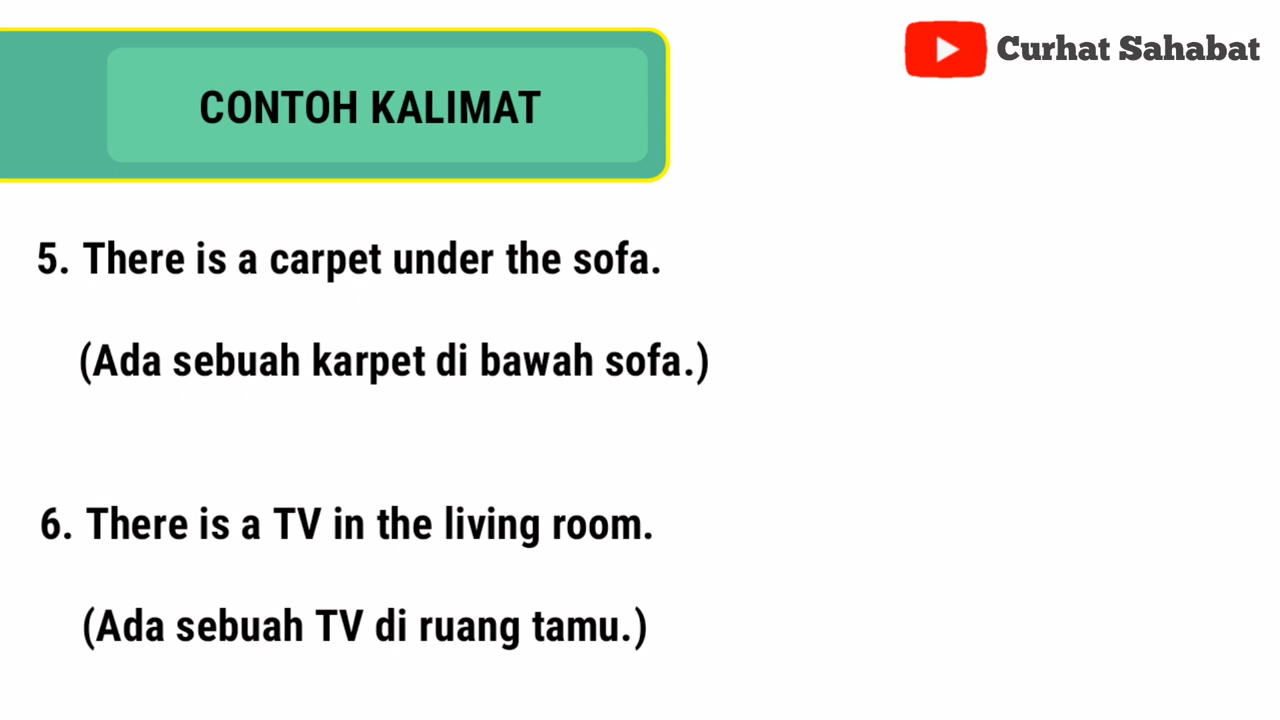 Curhat Sahabat
CONTOH KALIMAT
5. There is a carpet under the sofa.
(Ada sebuah karpet di bawah sofa.)
6. There is a TV in the living room.
(Ada sebuah TV di ruang tamu.)